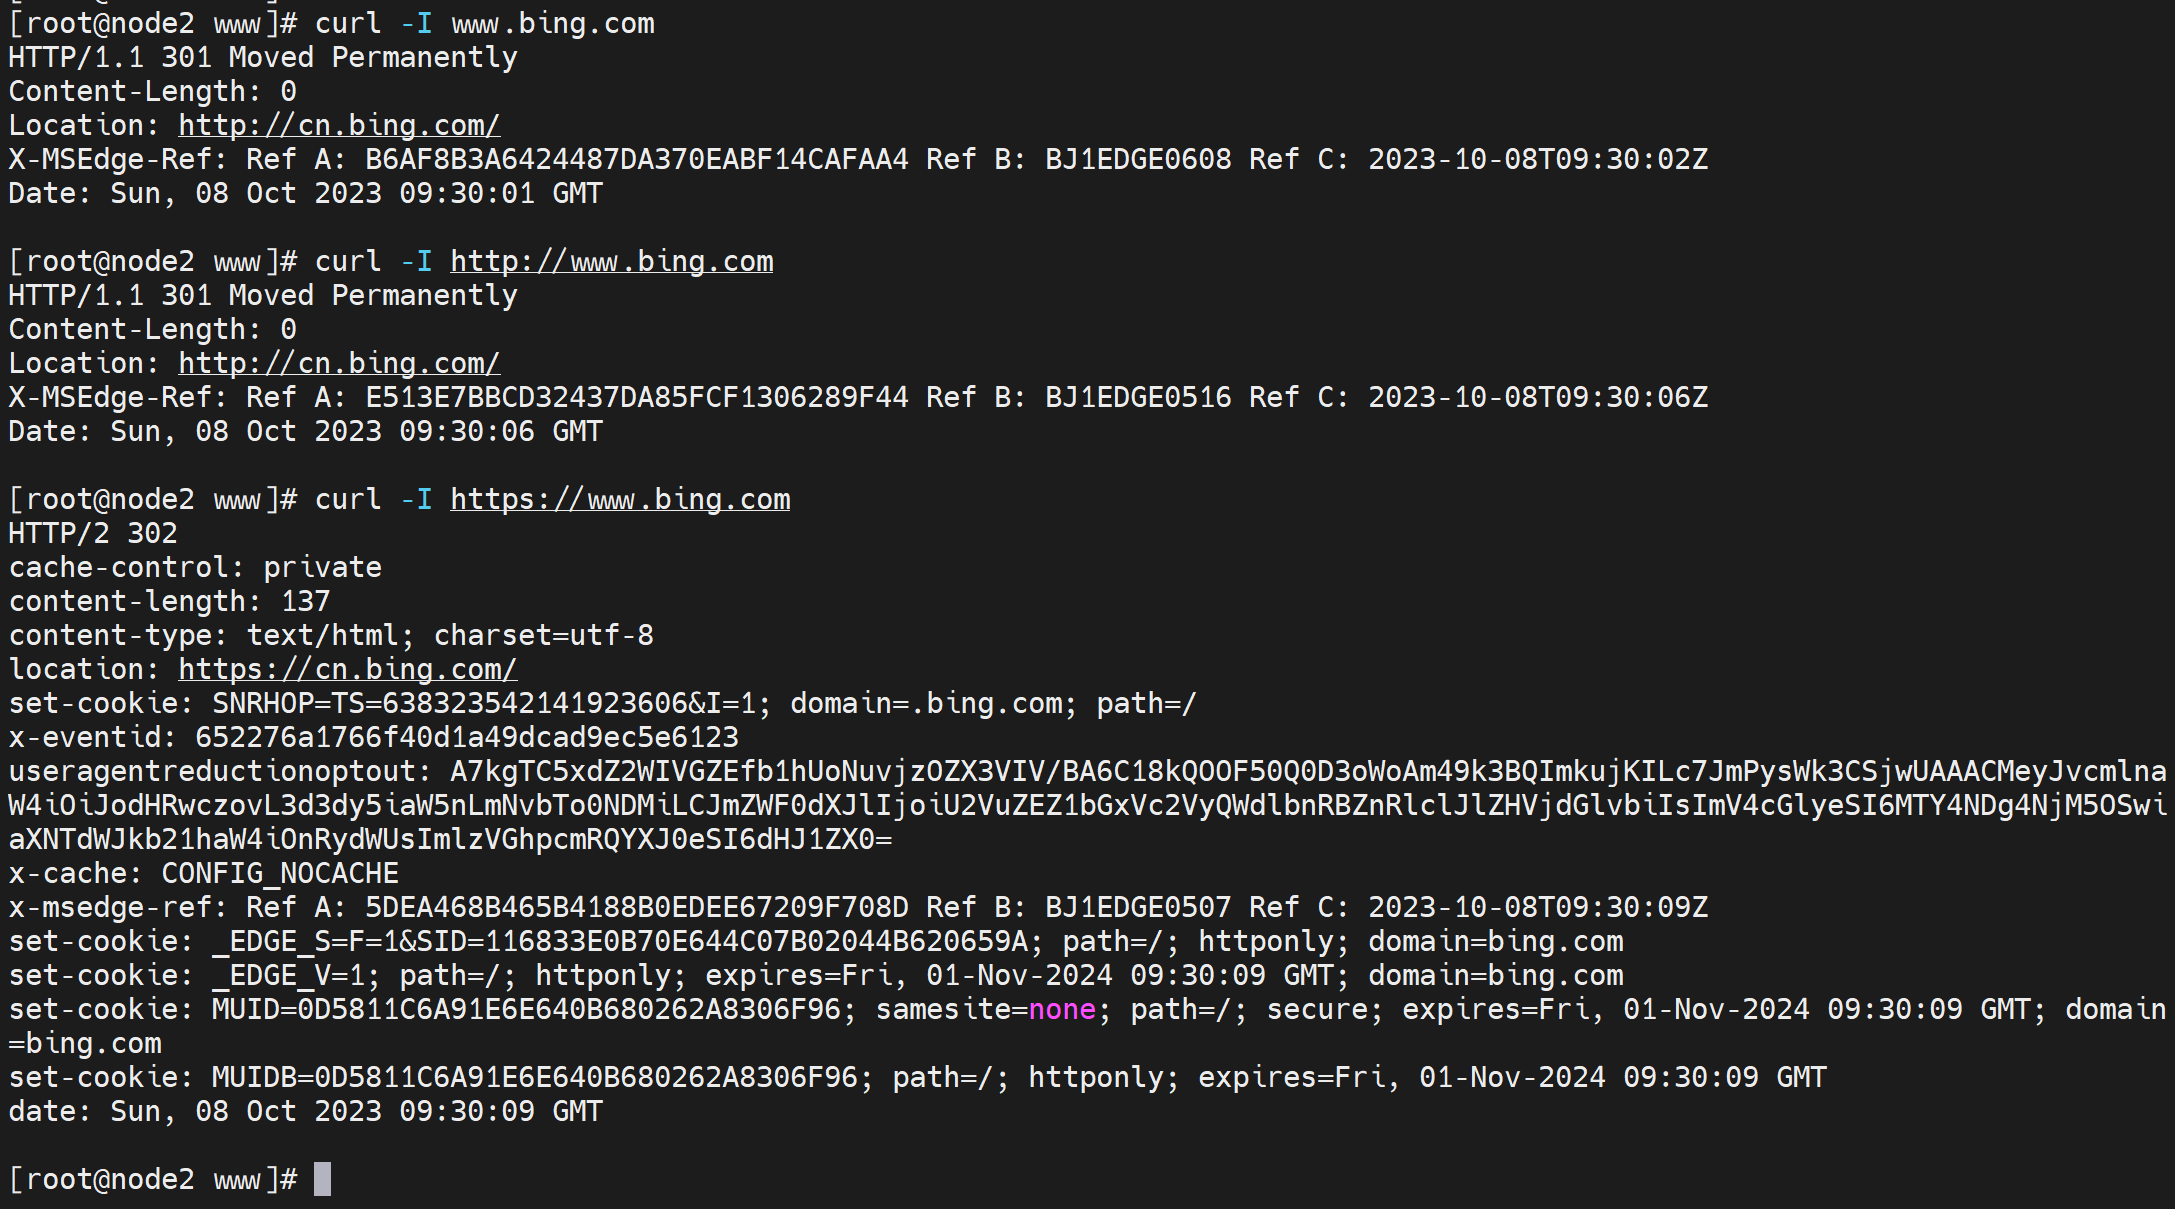 [root@node2 www]# curl -I www.bing.com
HTTP/1.1 301 Moved Permanently
Content-Length: 0
Location: http://cn.bing.com/
X-MSEdge-Ref: Ref A: B6AF8B3A6424487DA370EABF14CAFAA4 Ref B: BJ1EDGE0608 Ref C: 2023-10-08T09:30:02Z
Date: Sun, 08 Oct 2023 09:30:01 GMT
[root@node2 www]# curl -I http://www.bing.com
HTTP/1.1 301 Moved Permanently
Content-Length: 0
Location: http://cn.bing.com/
X-MSEdge-Ref: Ref A: E513E7BBCD32437DA85FCF1306289F44 Ref B: BJ1EDGE0516 Ref C: 2023-10-08T09:30:06Z
Date: Sun, 08 Oct 2023 09:30:06 GMT
[root@node2 www]# curl -I https://www.bing.com
HTTP/2 302
cache-control: private
content-length: 137
content-type: text/html; charset=utf-8
location: https://cn.bing.com/
set-cookie: SNRHOP=TS=638323542141923606&I=1; domain=.bing.com; path=/
x-eventid: 652276a1766f40d1a49dcad9ec5e6123
useragentreductionoptout: A7kgTC5xdZ2WIVGZEfb1hUoNuvjzOZX3VIV/BA6C18kQOOF50Q0D3oWoAm49k3BQImkujKILc7JmPysWk3CSjwUAAACMeyJvcmlna
W4iOiJodHRwczovL3d3dy5iaW5nLmNvbTo0NDMiLCJmZWF0dXJlIjoiU2VuZEZ1bGxVc2VyQWdlbnRBZnRlclJlZHVjdGlvbiIsImV4cGlyeSI6MTY4NDg4NjM5OSwi
aXNTdWJkb21haW4iOnRydWUsImlzVGhpcmRQYXJ0eSI6dHJ1ZX0=
x-cache: CONFIG_NOCACHE
x-msedge-ref: Ref A: 5DEA468B465B4188B0EDEE67209F708D Ref B: BJ1EDGE0507 Ref C: 2023-10-08T09:30:09Z
set-cookie: _EDGE_S=F=1&SID=116833E0B70E644C07B02044B620659A; path=/; httponly; domain=bing.com
set-cookie: _EDGE_V=1; path=/; httponly; expires=Fri, 01-Nov-2024 09:30:09 GMT; domain=bing.com
set-cookie: MUID=0D5811C6A91E6E640B680262A8306F96; samesite=none; path=/; secure; expires=Fri, 01-Nov-2024 09:30:09 GMT; domain
=bing.com
set-cookie: MUIDB=0D5811C6A91E6E640B680262A8306F96; path=/; httponly; expires=Fri, 01-Nov-2024 09:30:09 GMT
date: Sun, 08 Oct 2023 09:30:09 GMT
[root@node2 www]#